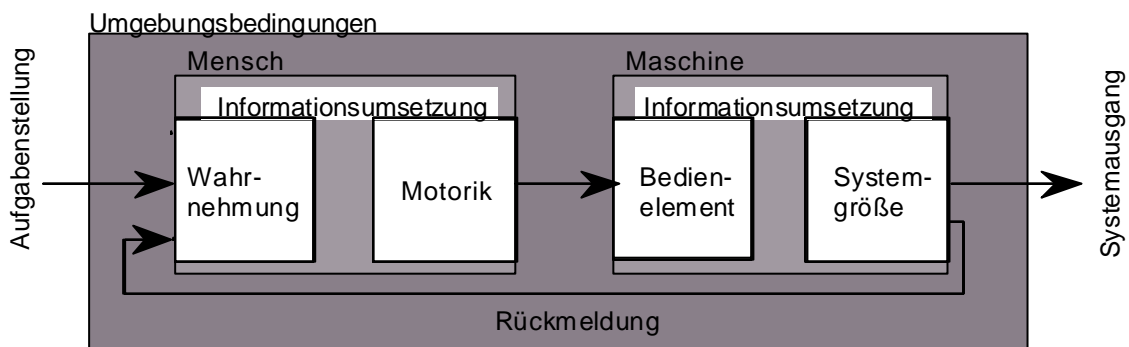 Umgebungsbedingungen
Aufgabenstellung
Mensch
Informationsumsetzung
Wahr-
nehmung
Motorik
Maschine
Informationsumsetzung
Bedien-
element
System-
größe
Systemausgang
Rückmeldung